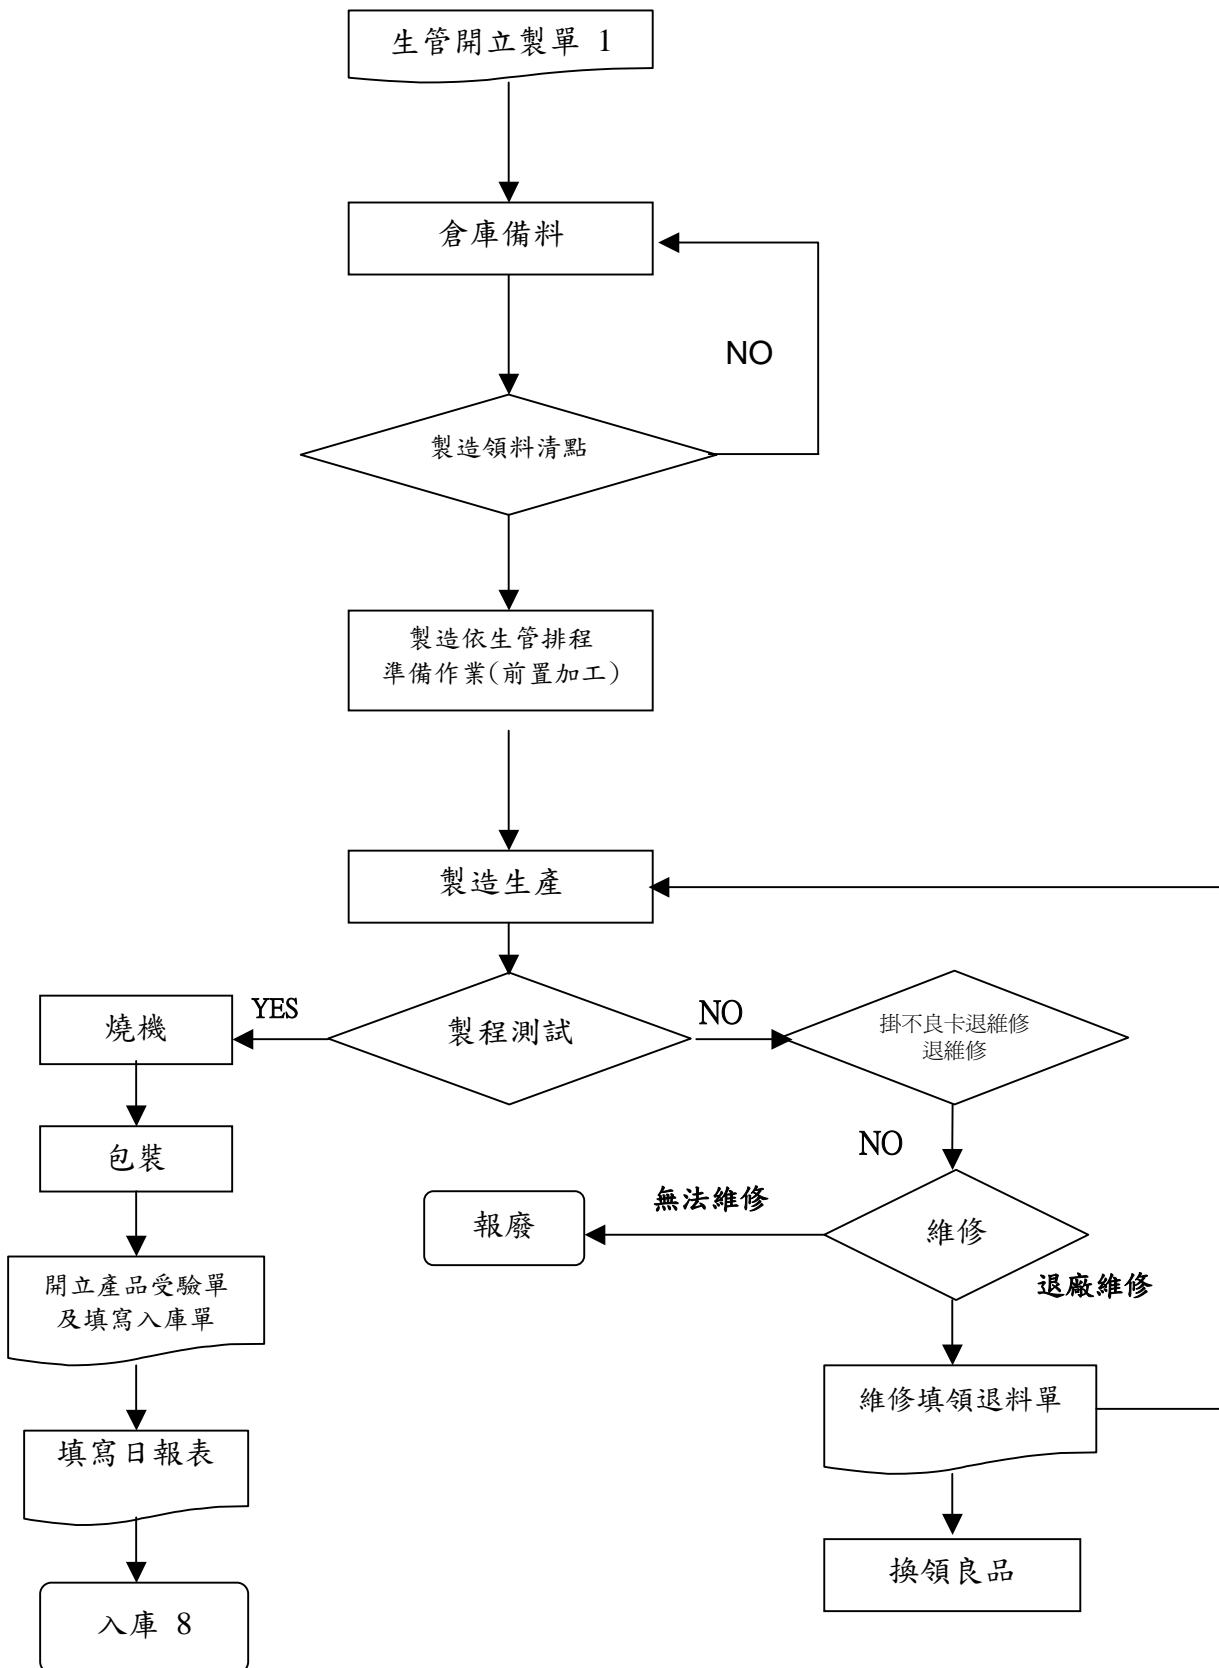 生管開立製單 1
倉庫備料
NO
製造領料清點
製造依生管排程
準備作業(前置加工)
製造生產
YES
NO
燒機
製程測試
掛不良卡退維修
退維修
NO
包裝
無法維修
報廢
維修
退廠維修
開立產品受驗單
及填寫入庫單
維修填領退料單
填寫日報表
換領良品
入庫 8